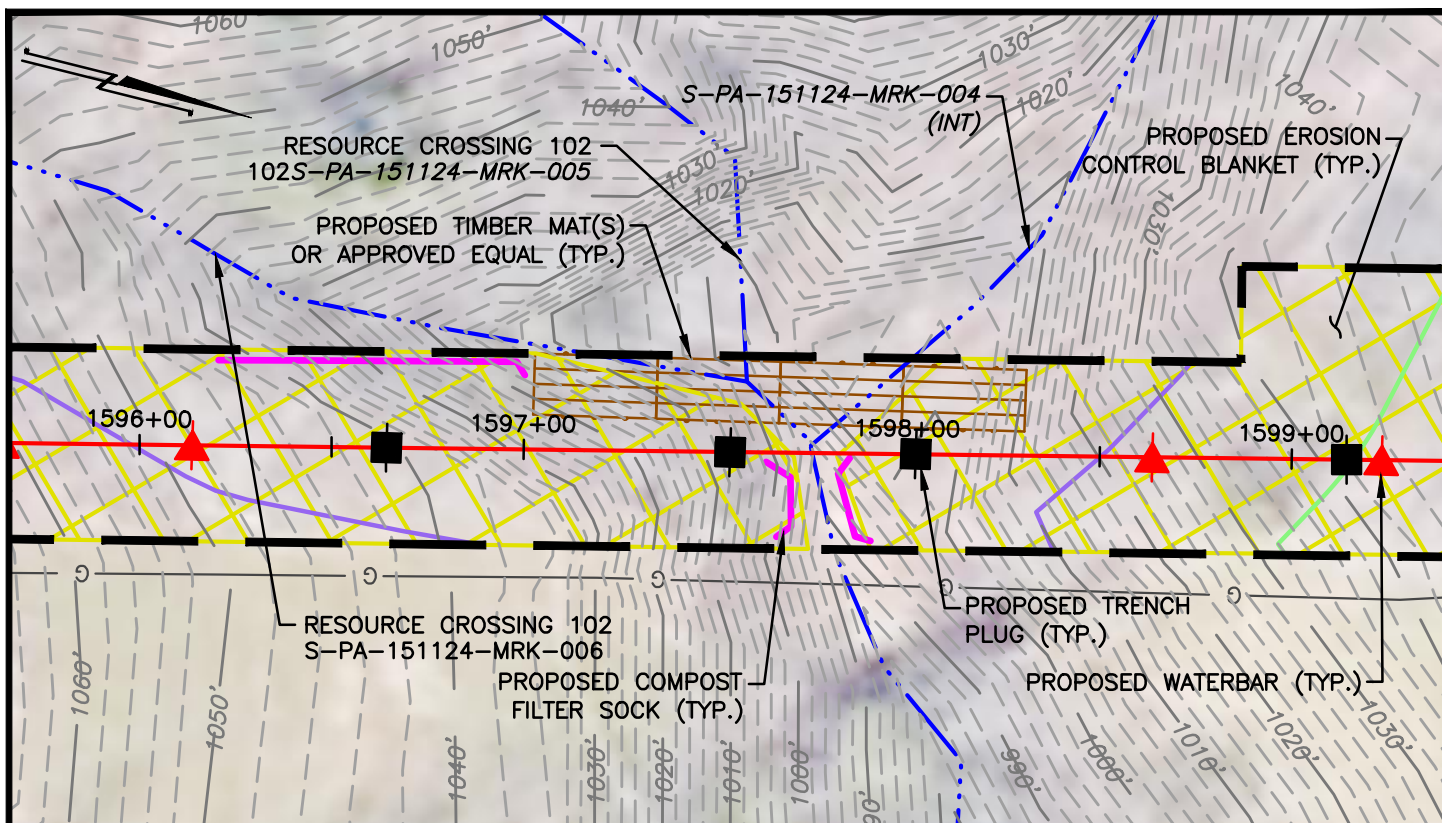 1060'
1050'
1030'
1040'
1020'
1040'
S-PA-151124-MRK-004
(INT)
PROPOSED EROSION
CONTROL BLANKET (TYP.)
RESOURCE CROSSING 102
102S-PA-151124-MRK-005
1030'
1020'
PROPOSED TIMBER MAT(S)
OR APPROVED EQUAL (TYP.)
1030'
1596+00
1597+00
1598+00
1599+00
G
G
G
G
G
RESOURCE CROSSING 102
S-PA-151124-MRK-006
PROPOSED TRENCH
PLUG (TYP.)
PROPOSED COMPOST
FILTER SOCK (TYP.)
PROPOSED WATERBAR (TYP.)
1060'
1050'
1040'
1030'
1020'
1010'
1000'
990'
1000'
1010'
1020'
1030'